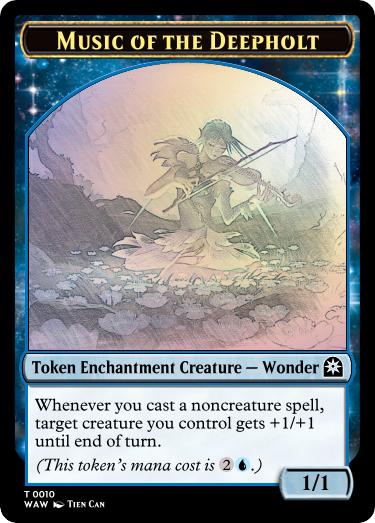 Music of the Deepholt
Token Enchantment Creature — Wonder
Whenever you cast a noncreature spell,
target creature you control gets +1/+1
until end of turn.
(This token's mana cost is 2 .)
1/1
T 0010
WAW Tien Can